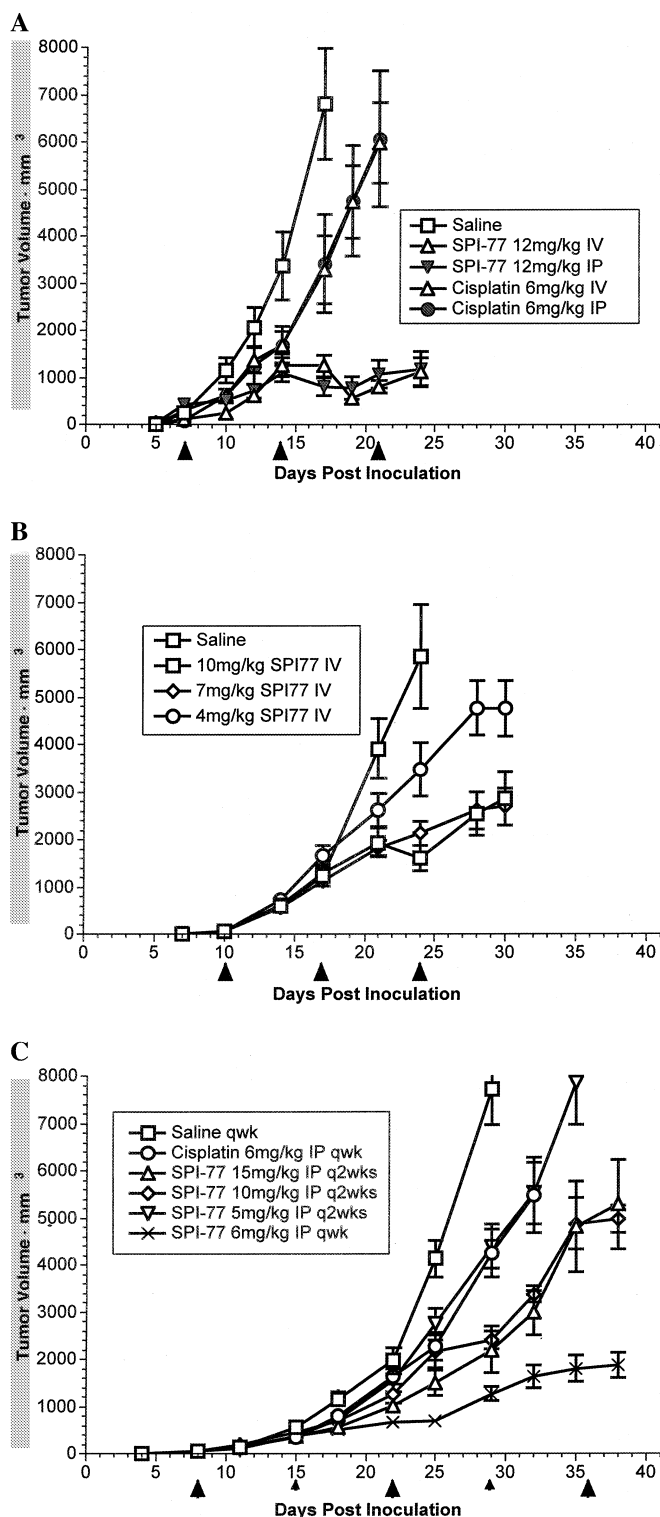 A
8000
7000
6000
5000
4000
3000
2000
1000
0
Tumor Volume - mm 3
Saline
SPI-77 12mg/kg IV
SPI-77 12mg/kg IP
Cisplatin 6mg/kg IV
Cisplatin 6mg/kg IP
0 5 10 15 20 25 30 35 40
Days Post Inoculation
B
8000
7000
6000
5000
4000
3000
2000
1000
0
Tumor Volume - mm 3
Saline
10mg/kg SPI77 IV
7mg/kg SPI77 IV
4mg/kg SPI77 IV
0 5 10 15 20 25 30 35 40
Days Post Inoculation
C
8000
7000
6000
5000
4000
3000
2000
1000
0
Tumor Volume - mm 3
Saline qwk
Cisplatin 6mg/kg IP qwk
SPI-77 15mg/kg IP q2wks
SPI-77 10mg/kg IP q2wks
SPI-77 5mg/kg IP q2wks
SPI-77 6mg/kg IP qwk
0 5 10 15 20 25 30 35 40
Days Post Inoculation